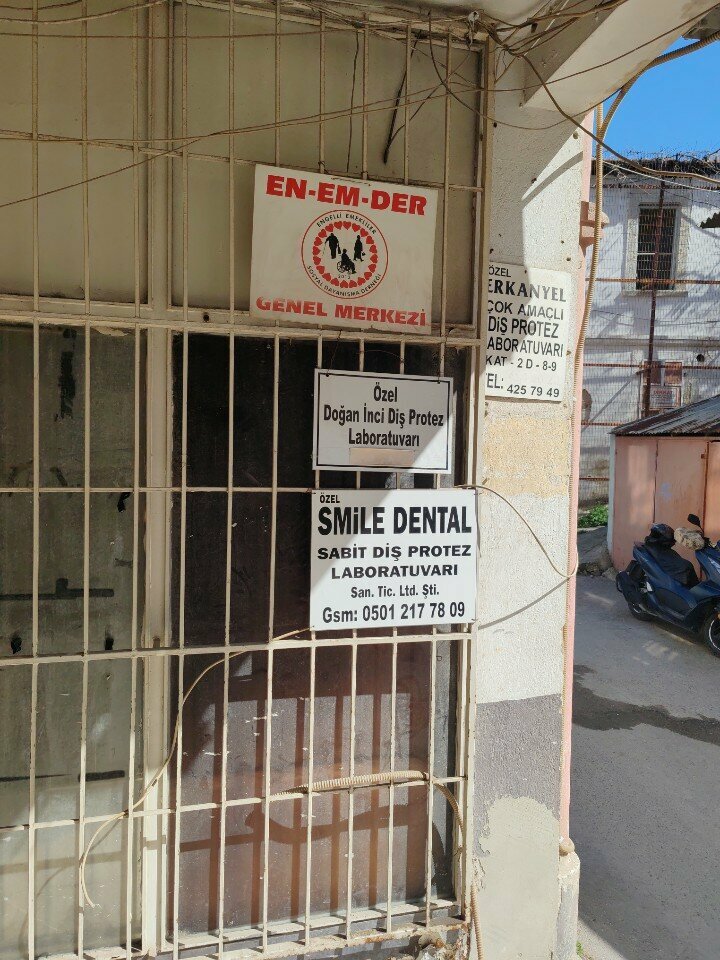 EN-EM-DER
ENGELLİ EMEKLİLER
SOSYAL DAYANIŞMA DERNEĞİ
GENEL MERKEZİ
ÖZEL
ERKANYEL
ÇOK AMAÇLI
DİŞ PROTEZ
LABORATUVARI
KAT - 2 D - 8-9
TEL: 425 79 49
Özel
Doğan İnci Diş Protez
Laboratuvarı
ÖZEL
SMiLE DENTAL
SABİT DİŞ PROTEZ
LABORATUVARI
San. Tic. Ltd. Şti.
Gsm: 0501 217 78 09